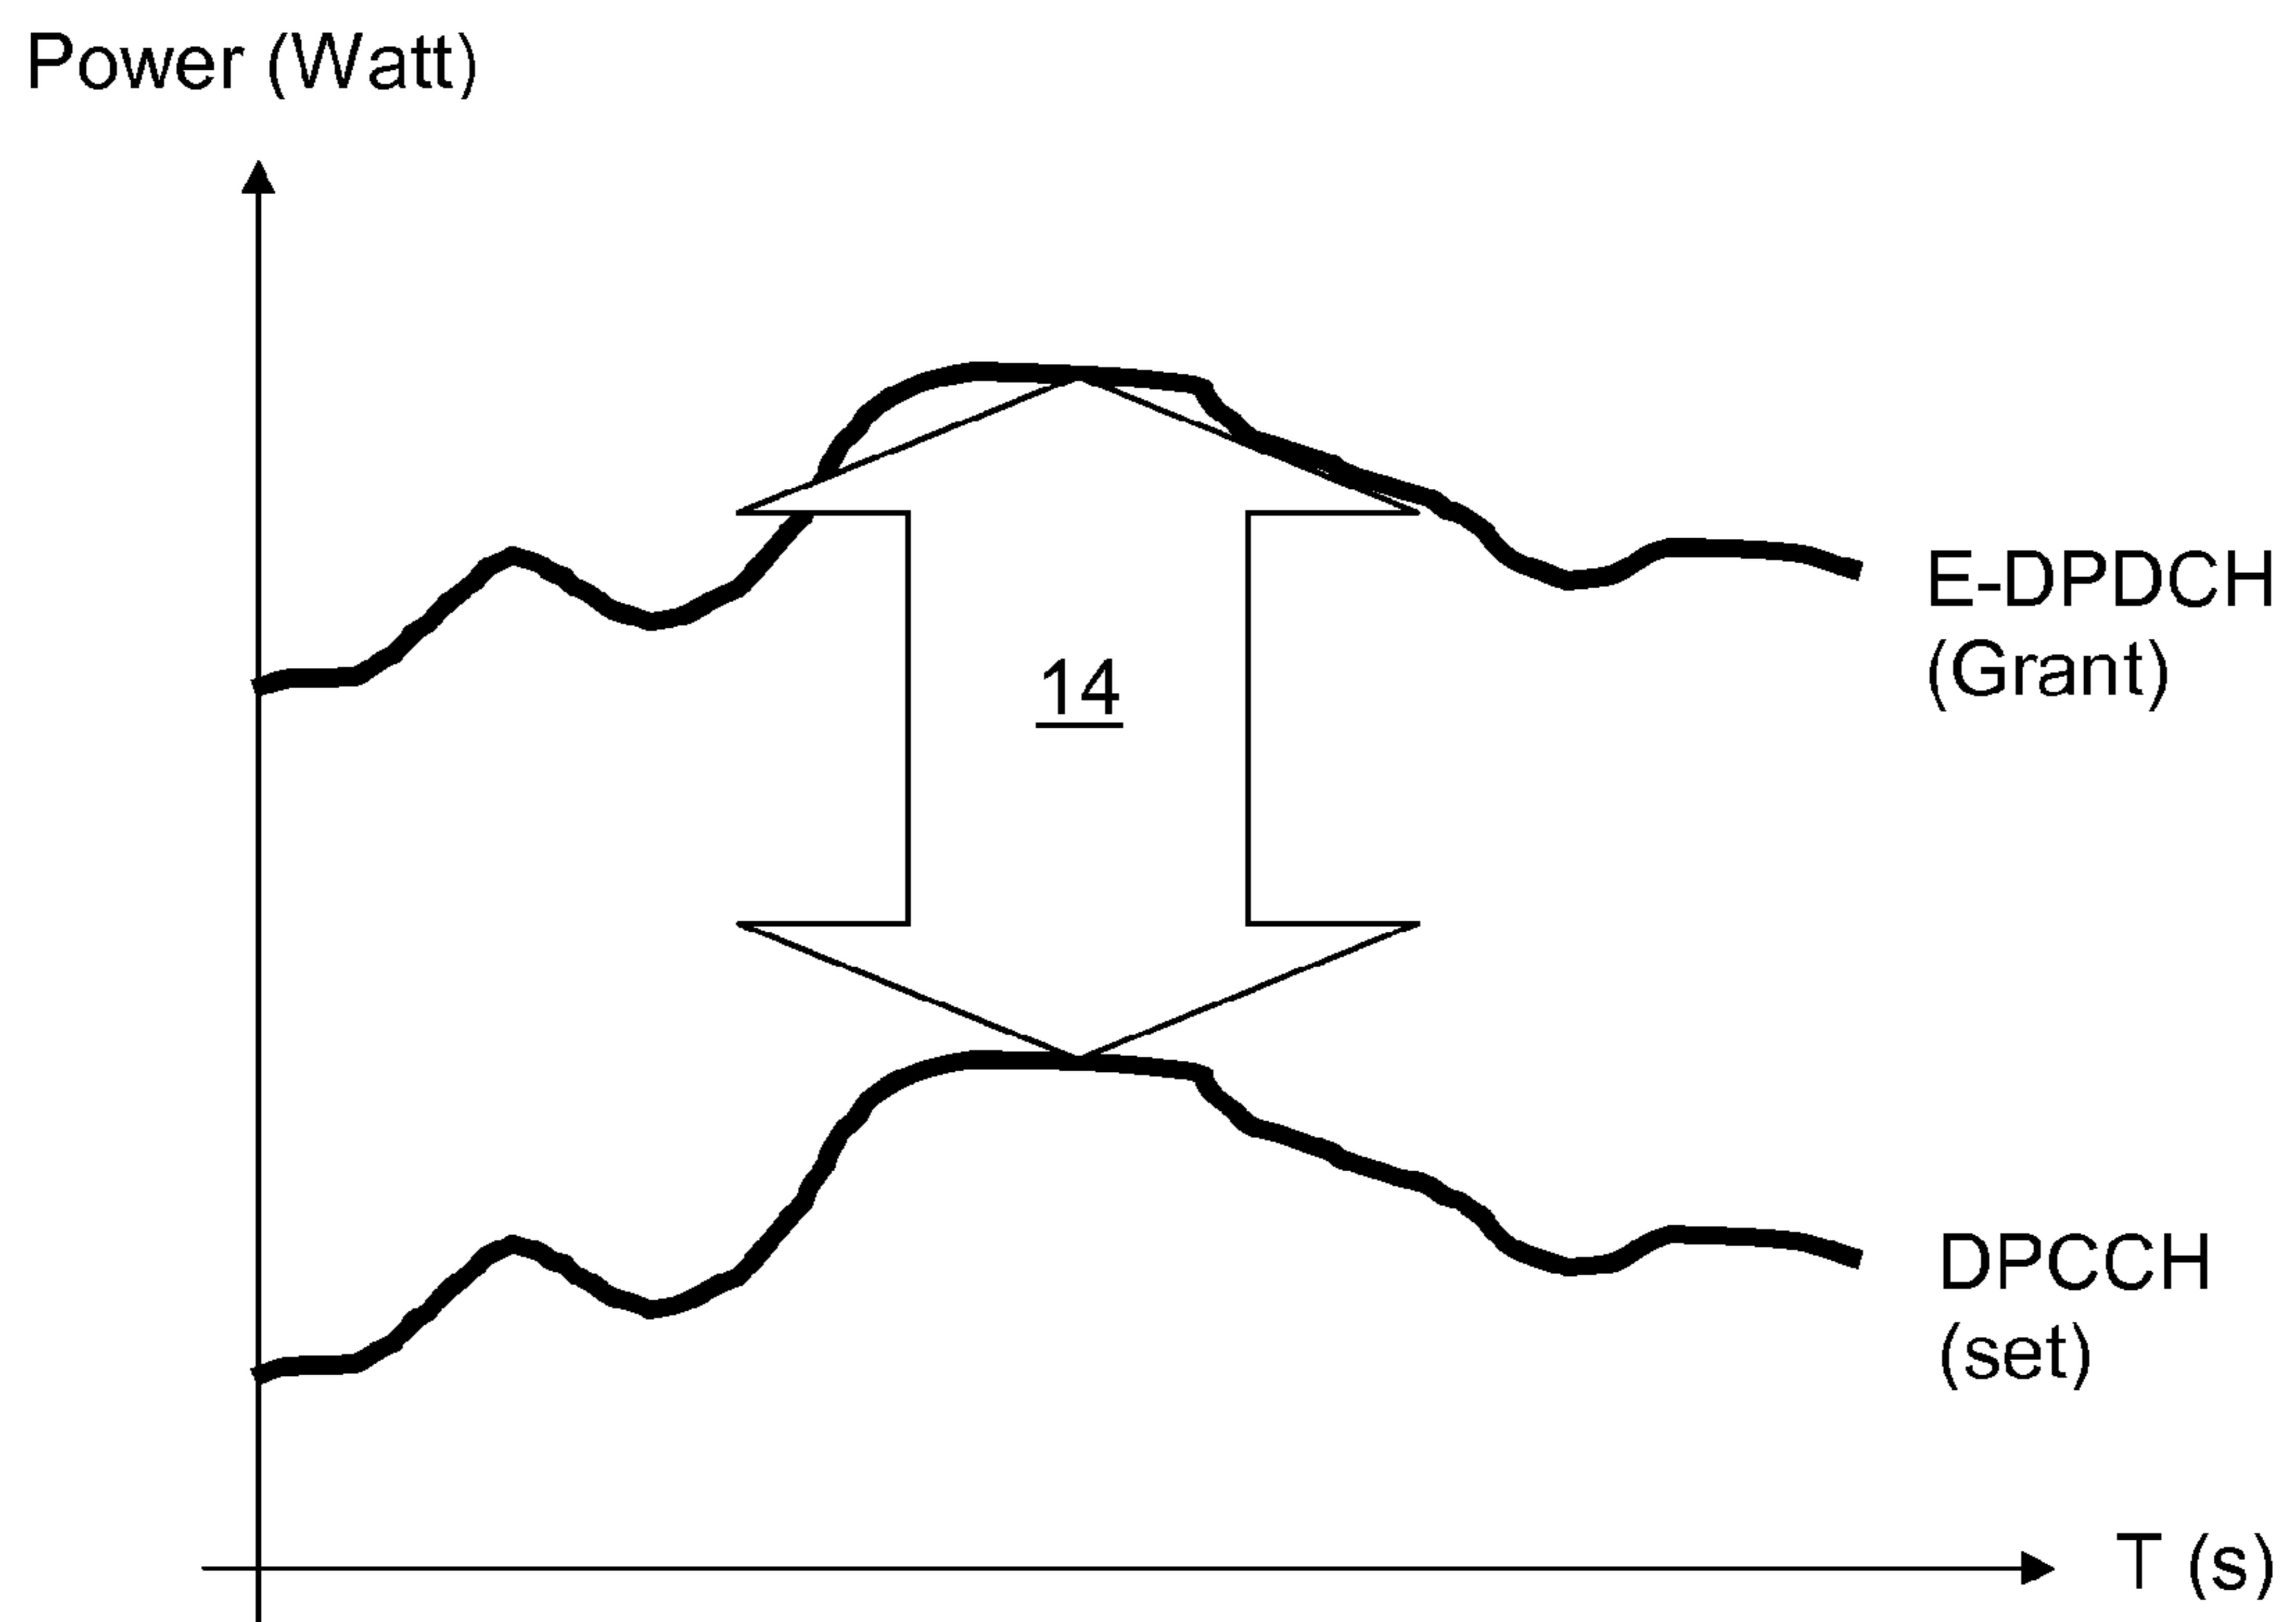 Power (Watt)
E-DPDCH
(Grant)
14
DPCCH
(set)
T (s)